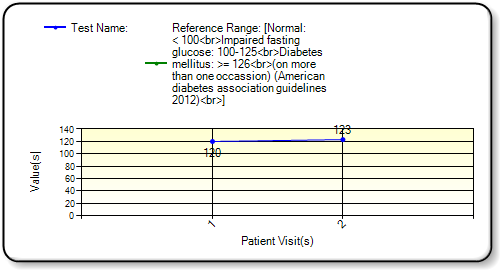 Test Name:
Reference Range: [Normal:
< 100<br>Impaired fasting
glucose: 100-125<br>Diabetes
mellitus: >= 126<br>(on more
than one occassion) (American
diabetes association guidelines
2012)<br>]
140
120
100
80
60
40
20
0
120
123
Value(s)
1
2
Patient Visit(s)